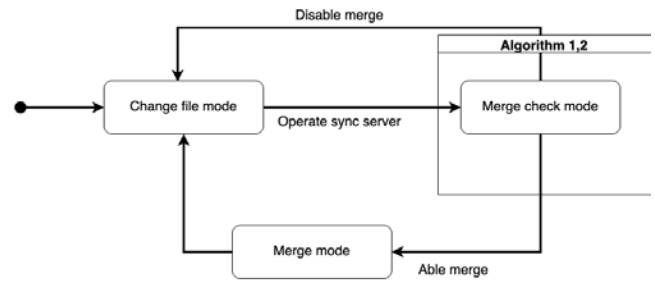 Disable merge
Algorithm 1,2
Change file mode
Merge check mode
Operate sync server
Merge mode
Able merge